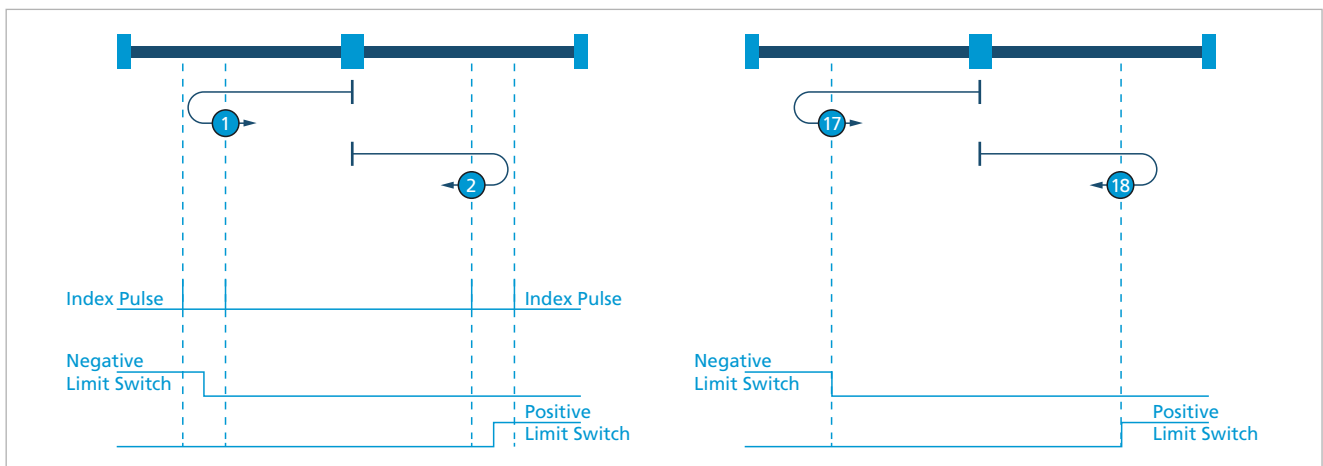 1
2
Index Pulse
Index Pulse
Negative
Limit Switch
Positive
Limit Switch
17
18
Negative
Limit Switch
Positive
Limit Switch